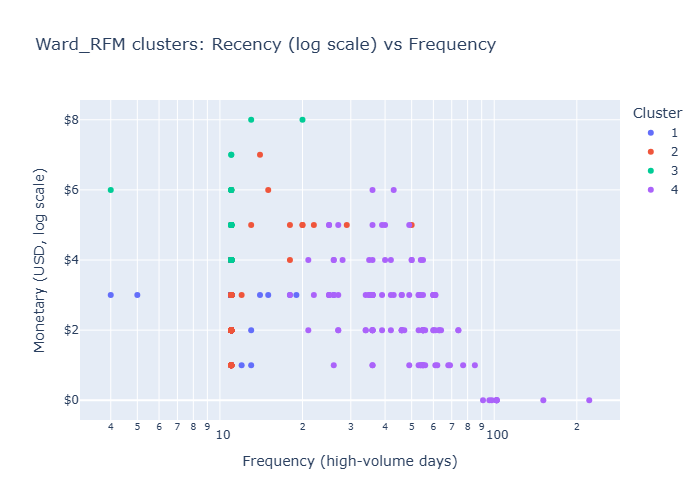 Ward_RFM clusters: Recency (log scale) vs Frequency
Cluster
1
2
3
4
Monetary (USD, log scale)
$8
$6
$4
$2
$0
4 5 6 7 8 9 10 2 3 4 5 6 7 8 9 100 2
Frequency (high-volume days)